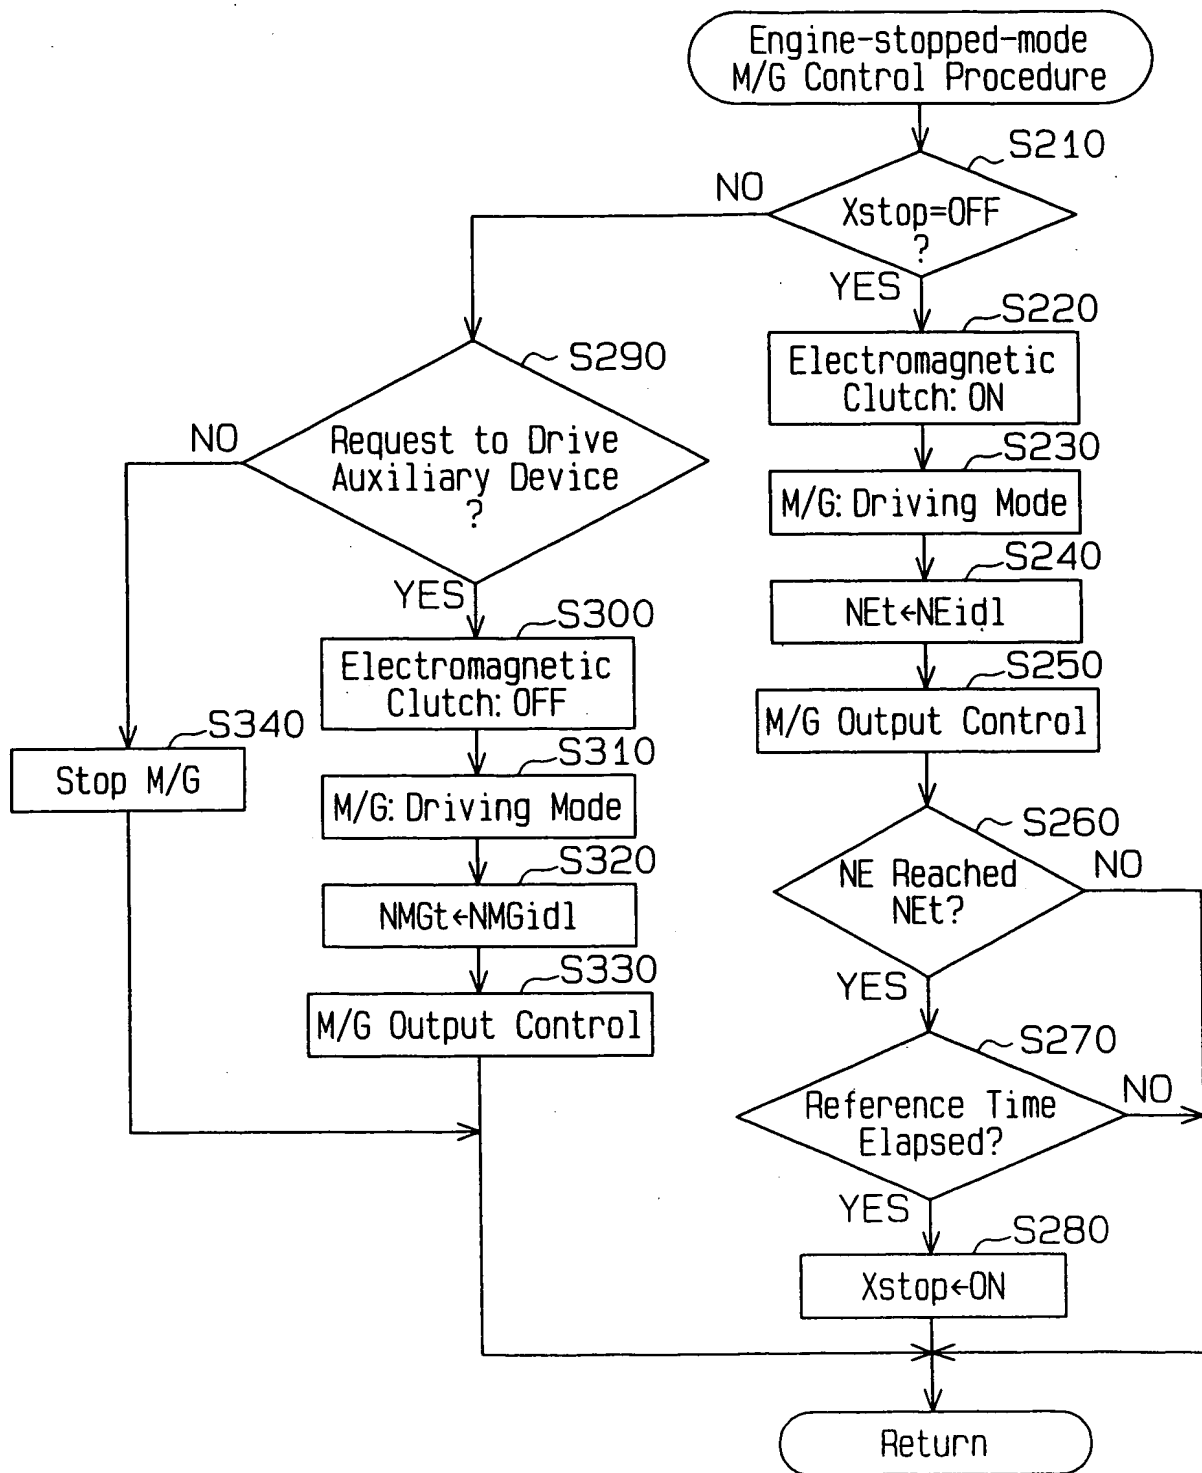 Engine-stopped-mode
M/G Control Procedure
S210
NO
Xstop=OFF
?
YES
S220
Electromagnetic
Clutch: ON
S230
M/G: Driving Mode
S240
NEt←NEidl
S250
M/G Output Control
S260
NE Reached
NEt?
NO
YES
S270
Reference Time
Elapsed?
NO
YES
S280
Xstop←ON
S290
NO
Request to Drive
Auxiliary Device
?
YES
S300
Electromagnetic
Clutch: OFF
S310
M/G: Driving Mode
S320
NMGt←NMGidl
S330
M/G Output Control
S340
Stop M/G
Return